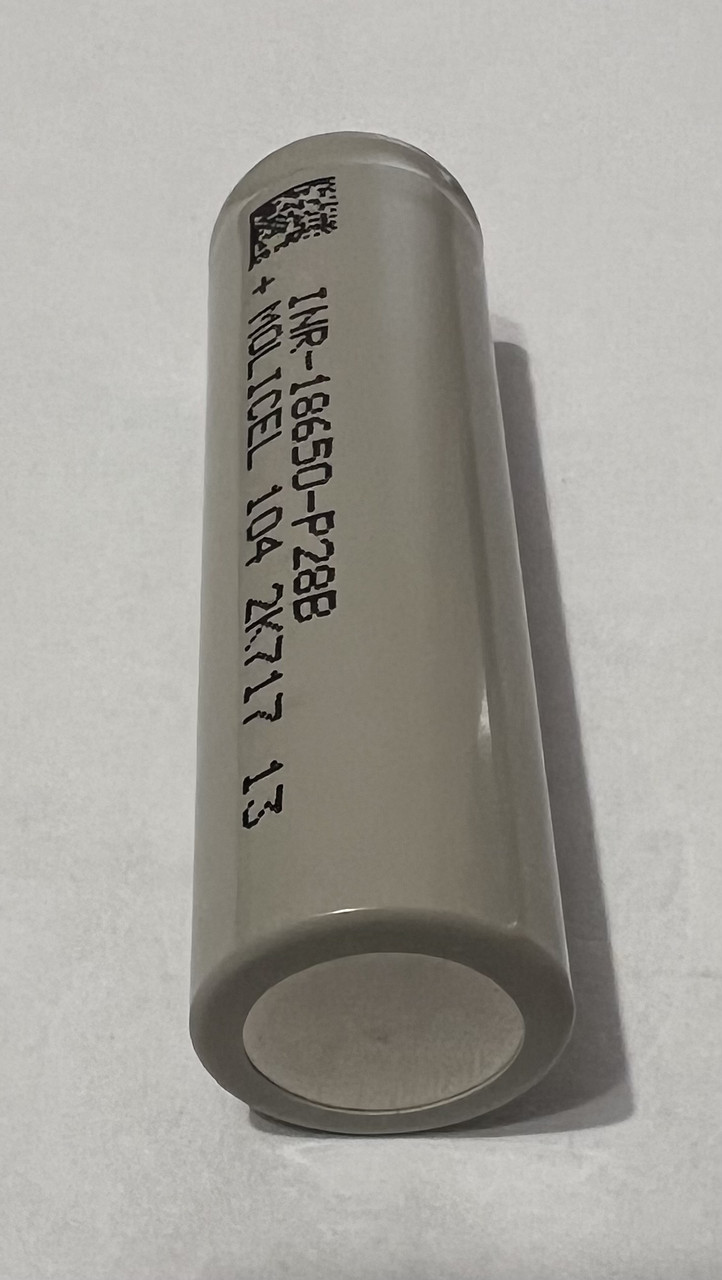 INR-18650-P28B
+ MOLICEL 104 2K717 13